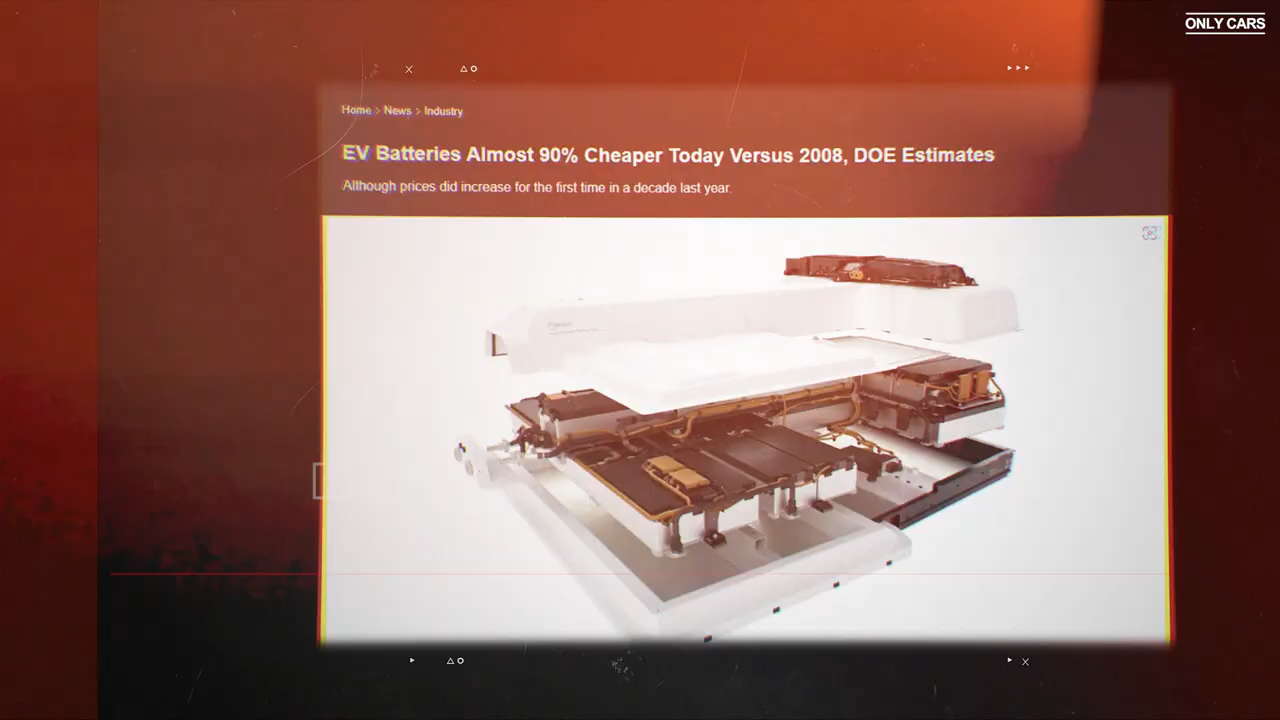 ONLY CARS
Home > News > Industry
EV Batteries Almost 90% Cheaper Today Versus 2008, DOE Estimates
Although prices did increase for the first time in a decade last year.